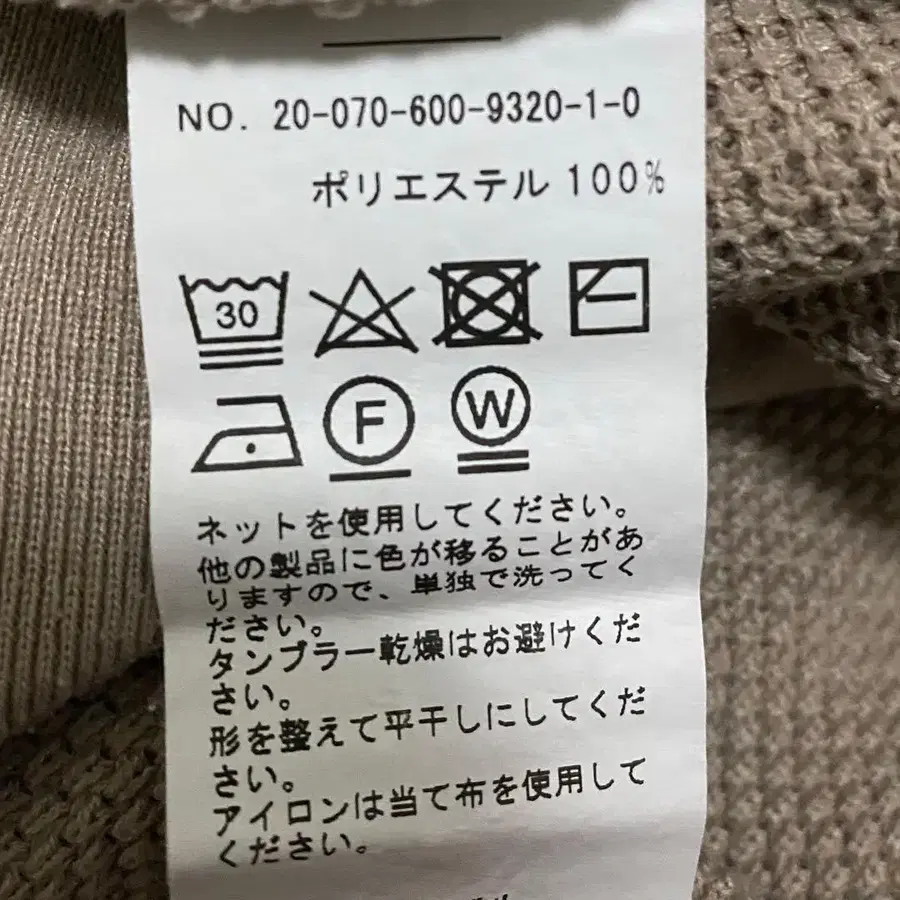 NO. 20-070-600-9320-1-0
ポリエステル 100%
30
F
W
ネットを使用してください。
他の製品に色が移ることがあ
りますので、単独で洗ってく
ださい。
タンブラー乾燥はお避けくだ
さい。
形を整えて平干しにしてくだ
さい。
アイロンは当て布を使用して
ください。